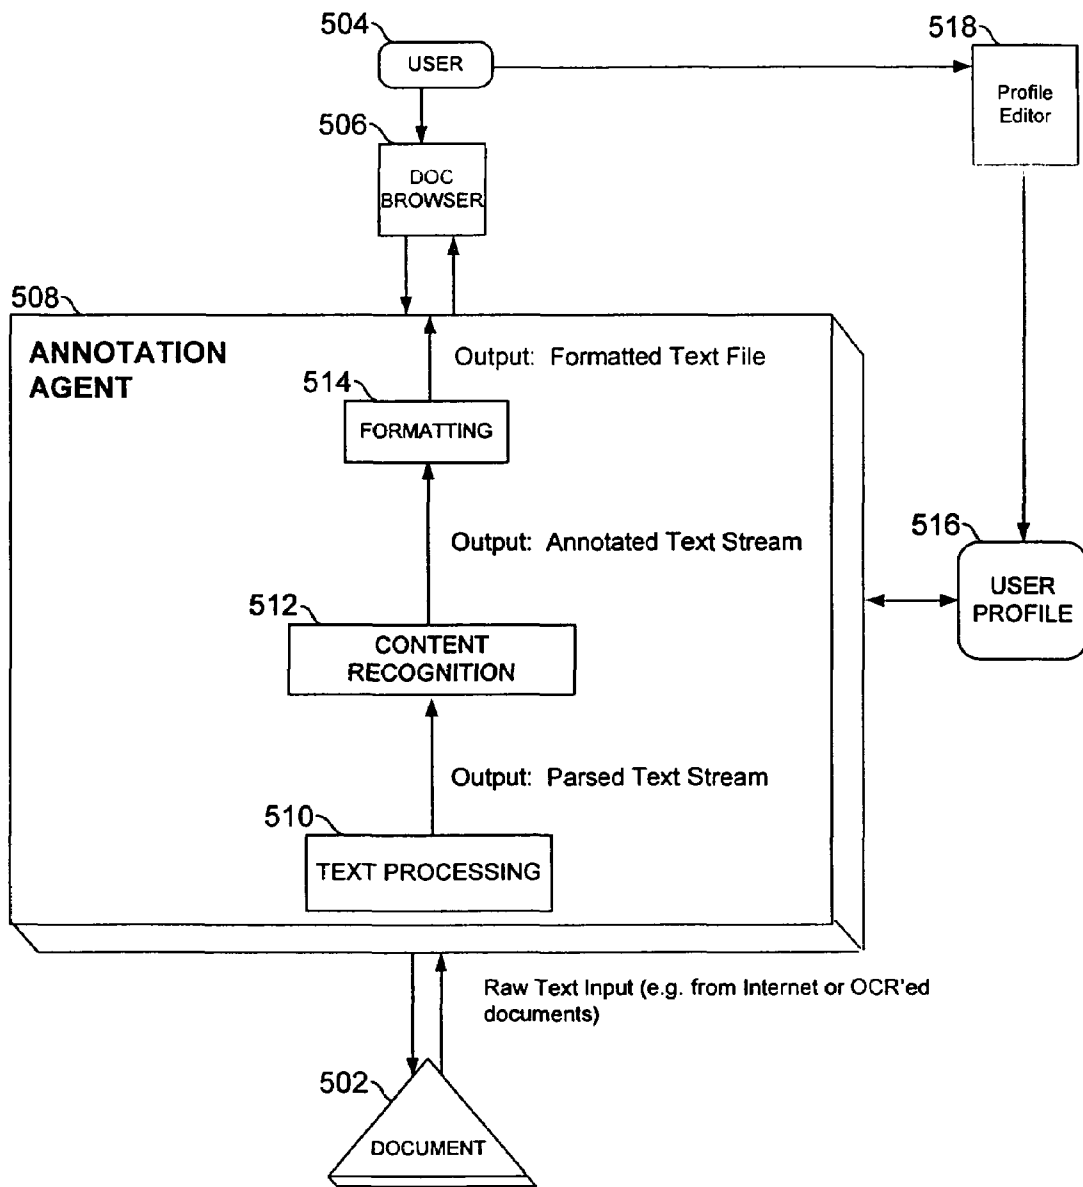 504
USER
518
Profile
Editor
506
DOC
BROWSER
508
ANNOTATION
AGENT
Output: Formatted Text File
514
FORMATTING
Output: Annotated Text Stream
516
USER
PROFILE
512
CONTENT
RECOGNITION
Output: Parsed Text Stream
510
TEXT PROCESSING
Raw Text Input (e.g. from Internet or OCR'ed
documents)
502
DOCUMENT